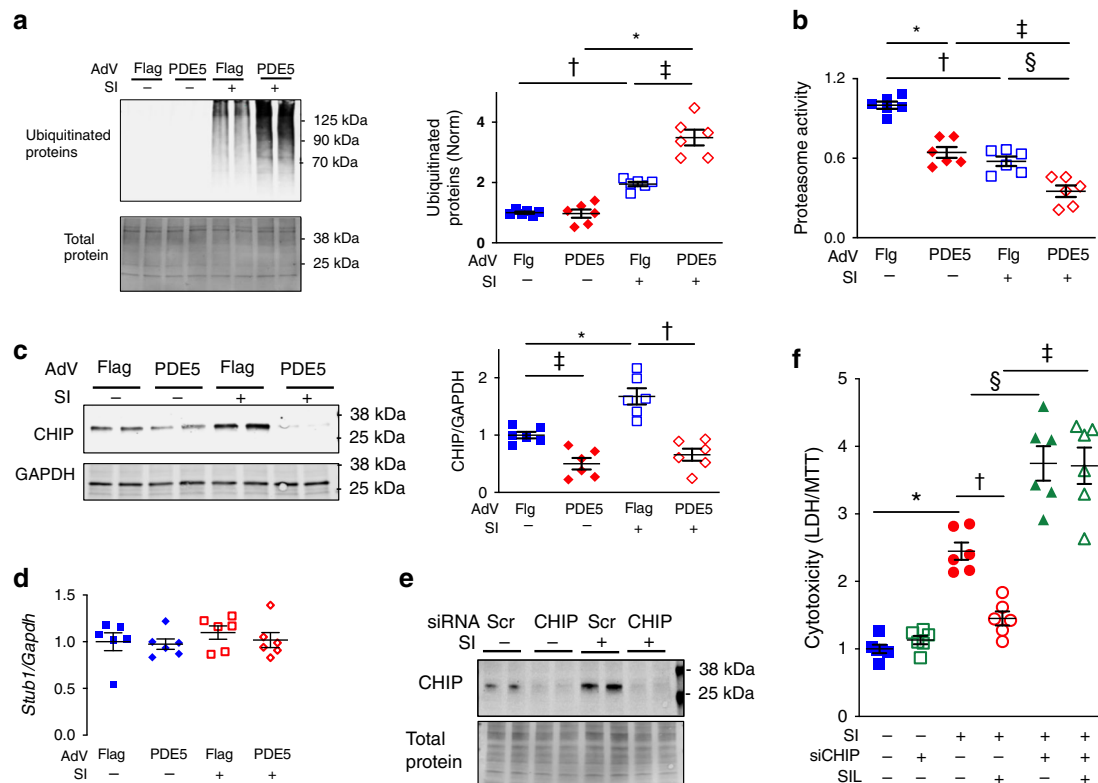 a
AdV Flag PDE5 Flag PDE5
SI – – + +
Ubiquitinated
proteins
125 kDa
90 kDa
70 kDa
Total
protein
38 kDa
25 kDa
Ubiquitinated
proteins (Norm)
4
2
0
* † ‡
AdV Flg PDE5 Flg PDE5
SI – – + +
b
Proteasome activity
1.2
0.6
0.0
* ‡
† §
AdV Flg PDE5 Flg PDE5
SI – – + +
c
AdV Flag PDE5 Flag PDE5
SI – – + +
CHIP
38 kDa
25 kDa
GAPDH
38 kDa
25 kDa
CHIP/GAPDH
2
1
0
* †
‡
AdV Flg PDE5 Flag PDE5
SI – – + +
d
Stub1/Gapdh
1.5
1.0
0.5
0.0
AdV Flag PDE5 Flag PDE5
SI – – + +
e
siRNA Scr CHIP Scr CHIP
SI – – + +
CHIP
38 kDa
25 kDa
Total
protein
f
Cytotoxicity (LDH/MTT)
5
4
3
2
1
0
‡
§
* †
SI – – + + + +
siCHIP – + – – + +
SIL – – – + – +